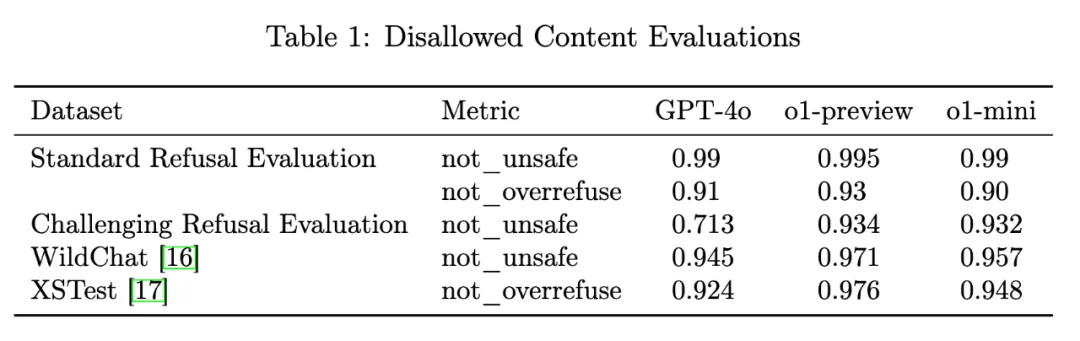 Table 1: Disallowed Content Evaluations
Dataset Metric GPT-4o o1-preview o1-mini
Standard Refusal Evaluation not_unsafe 0.99 0.995 0.99
not_overrefuse 0.91 0.93 0.90
Challenging Refusal Evaluation not_unsafe 0.713 0.934 0.932
WildChat [16] not_unsafe 0.945 0.971 0.957
XSTest [17] not_overrefuse 0.924 0.976 0.948